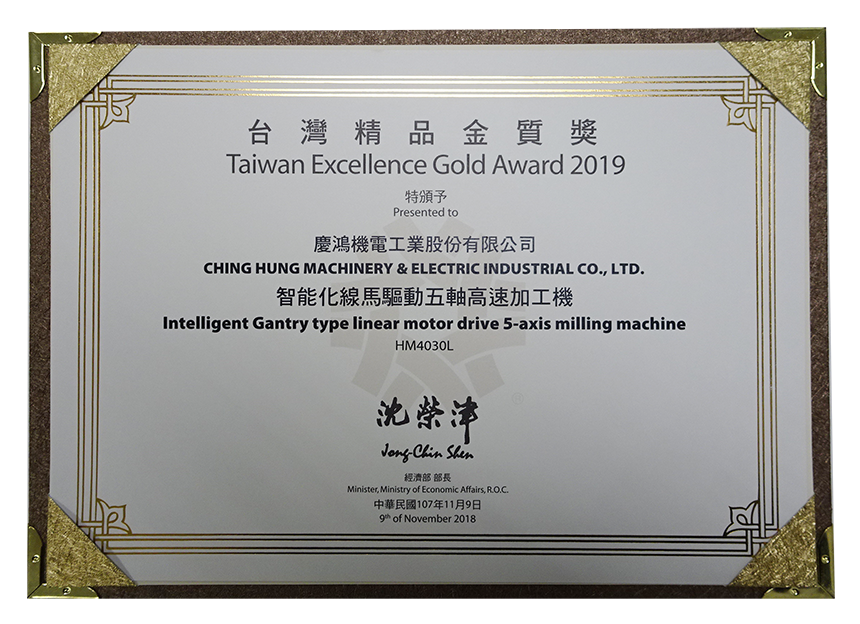 台灣精品金質獎
Taiwan Excellence Gold Award 2019
特頒予
Presented to
慶鴻機電工業股份有限公司
CHING HUNG MACHINERY & ELECTRIC INDUSTRIAL CO., LTD.
智能化線馬驅動五軸高速加工機
Intelligent Gantry type linear motor drive 5-axis milling machine
HM4030L
沈榮津
Jong-Chin Shen
經濟部 部長
Minister, Ministry of Economic Affairs, R.O.C.
中華民國107年11月9日
9th of November 2018